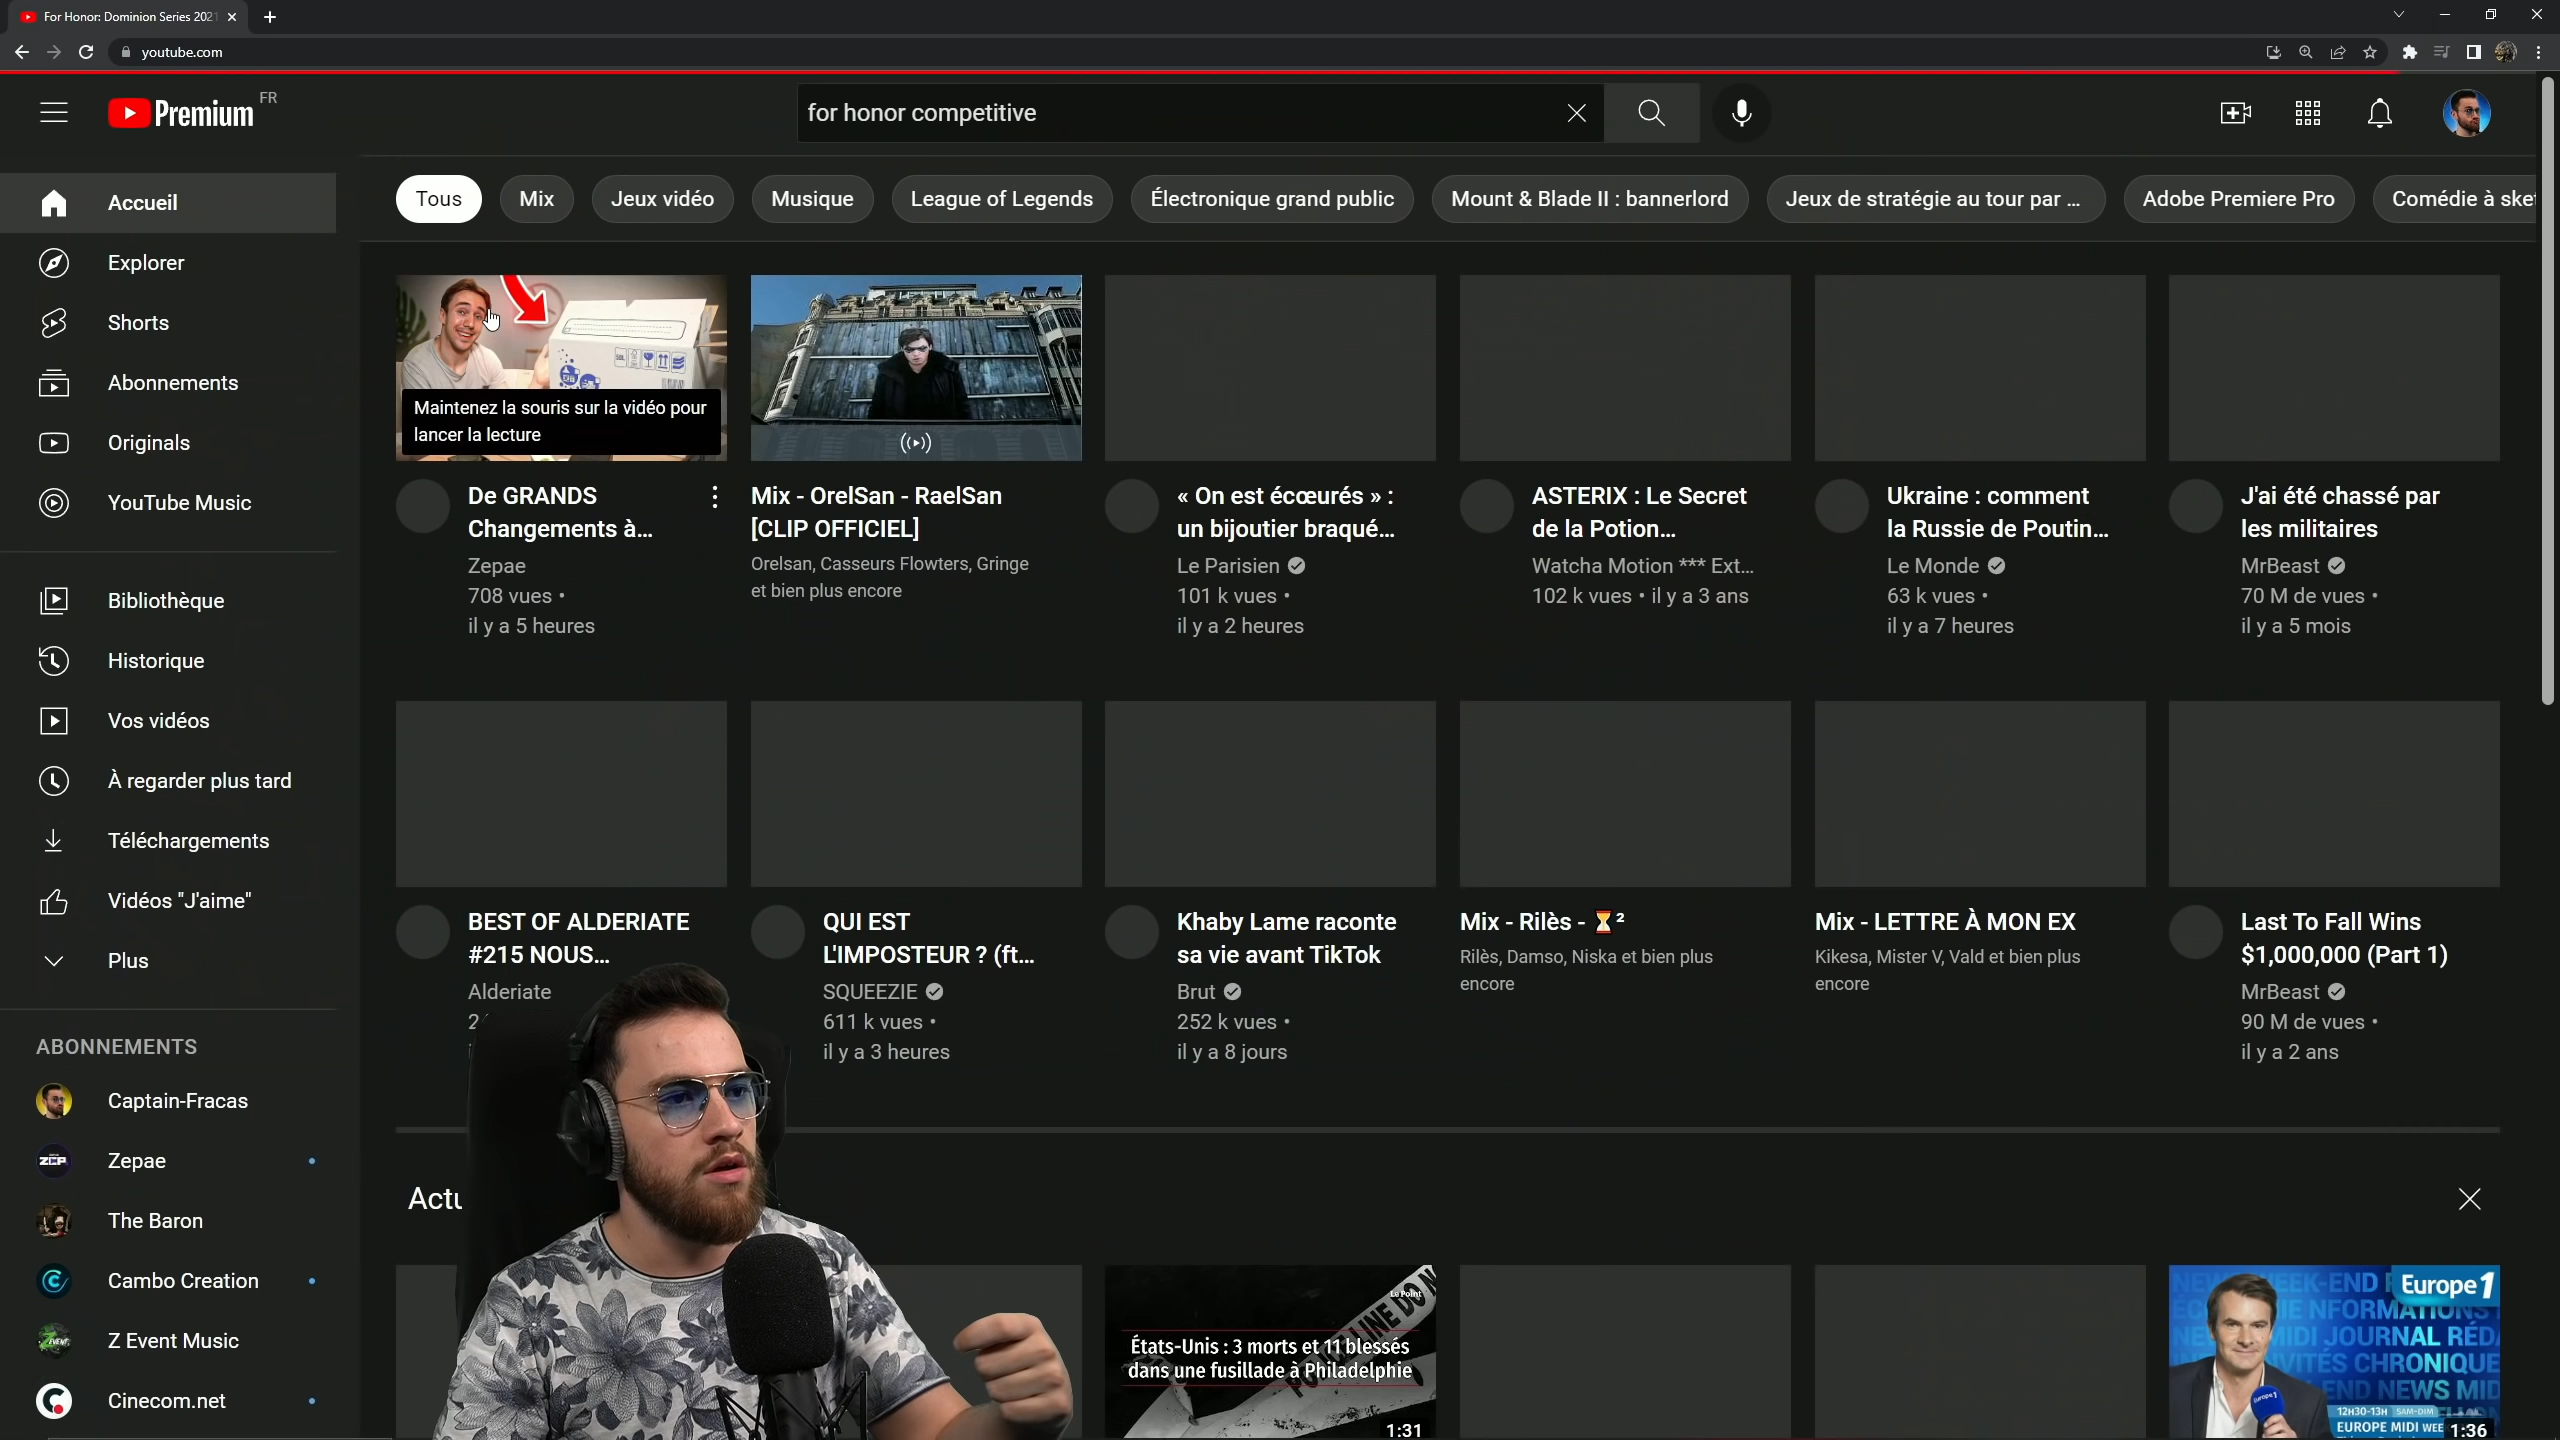 For Honor: Dominion Series 2021
youtube.com
Premium FR
for honor competitive
Tous
Mix
Jeux vidéo
Musique
League of Legends
Électronique grand public
Mount & Blade II : bannerlord
Jeux de stratégie au tour par ...
Adobe Premiere Pro
Comédie à sket
Accueil
Explorer
Shorts
Abonnements
Originals
YouTube Music
Bibliothèque
Historique
Vos vidéos
À regarder plus tard
Téléchargements
Vidéos "J'aime"
Plus
ABONNEMENTS
Captain-Fracas
Zepae
The Baron
Cambo Creation
Z Event Music
Cinecom.net
Maintenez la souris sur la vidéo pour
lancer la lecture
De GRANDS
Changements à...
Zepae
708 vues •
il y a 5 heures
Mix - OrelSan - RaelSan
[CLIP OFFICIEL]
Orelsan, Casseurs Flowters, Gringe
et bien plus encore
« On est écœurés » :
un bijoutier braqué...
Le Parisien
101 k vues •
il y a 2 heures
ASTERIX : Le Secret
de la Potion...
Watcha Motion *** Ext...
102 k vues • il y a 3 ans
Ukraine : comment
la Russie de Poutin...
Le Monde
63 k vues •
il y a 7 heures
J'ai été chassé par
les militaires
MrBeast
70 M de vues •
il y a 5 mois
BEST OF ALDERIATE
#215 NOUS...
Alderiate
QUI EST
L'IMPOSTEUR ? (ft...
SQUEEZIE
611 k vues •
il y a 3 heures
Khaby Lame raconte
sa vie avant TikTok
Brut
252 k vues •
il y a 8 jours
Mix - Rilès - ⏳²
Rilès, Damso, Niska et bien plus
encore
Mix - LETTRE À MON EX
Kikesa, Mister V, Vald et bien plus
encore
Last To Fall Wins
$1,000,000 (Part 1)
MrBeast
90 M de vues •
il y a 2 ans
Actu
Le Point
États-Unis : 3 morts et 11 blessés
dans une fusillade à Philadelphie
1:31
Europe 1
12H30-13H SAM-DIM
EUROPE MIDI WEE
1:36